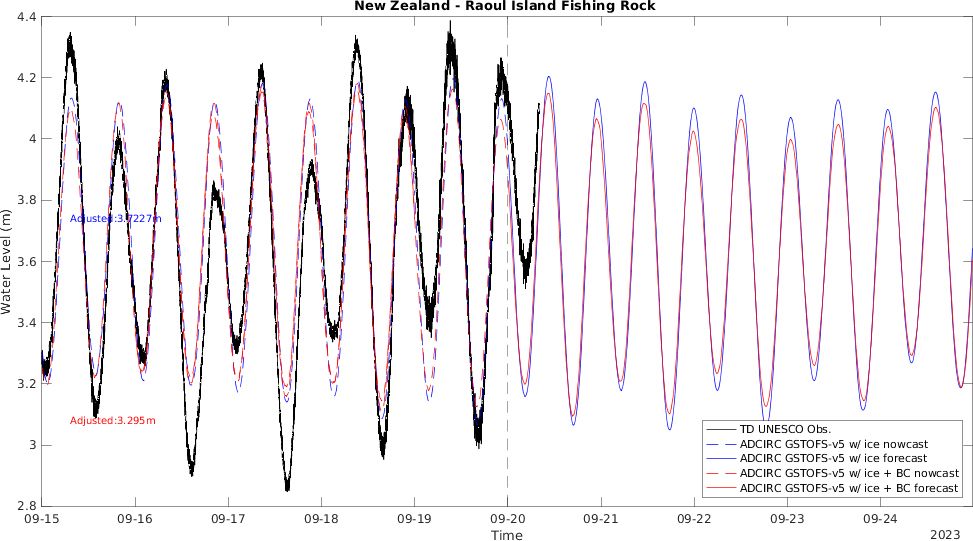 New Zealand - Raoul Island Fishing Rock
4.4
4.2
4
3.8
3.6
3.4
3.2
3
2.8
Water Level (m)
Adjusted:3.7227m
Adjusted:3.295m
TD UNESCO Obs.
ADCIRC GSTOFS-v5 w/ ice nowcast
ADCIRC GSTOFS-v5 w/ ice forecast
ADCIRC GSTOFS-v5 w/ ice + BC nowcast
ADCIRC GSTOFS-v5 w/ ice + BC forecast
09-15 09-16 09-17 09-18 09-19 09-20 09-21 09-22 09-23 09-24
Time
2023